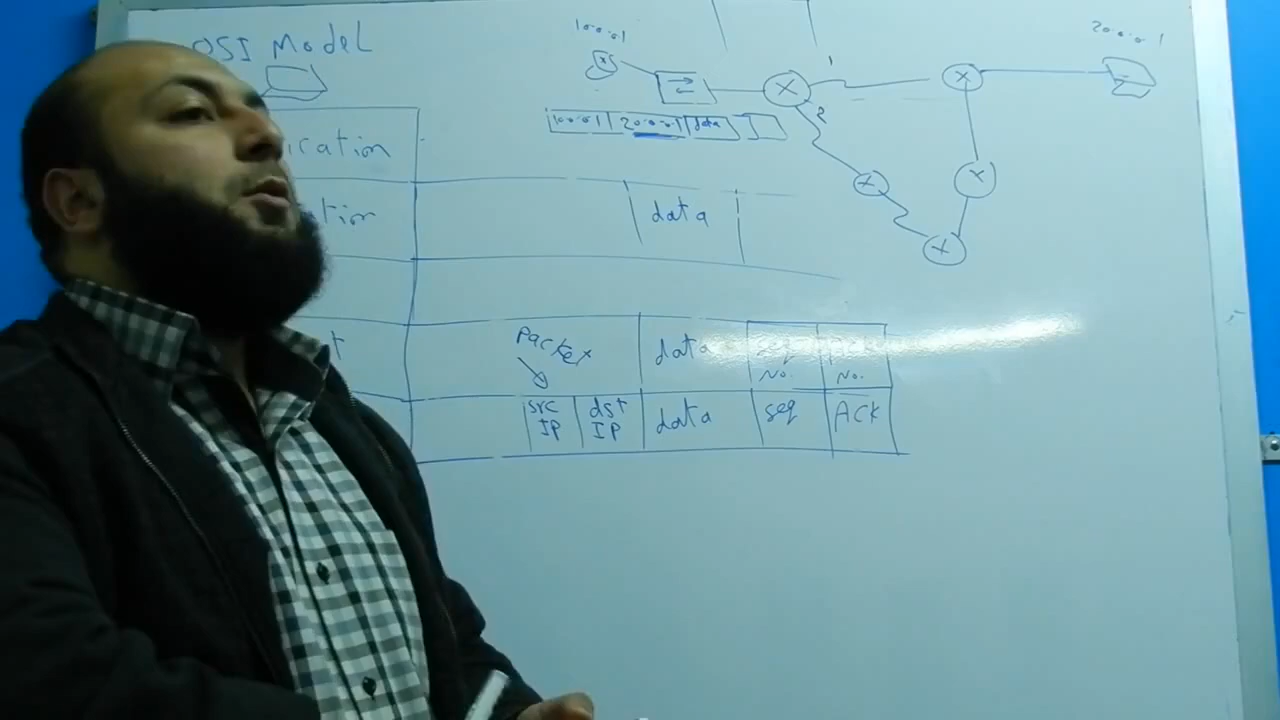 OSI Model
10.0.0.1
20.0.0.1
1
2
10.0.0.1 20.0.0.1 data
ication
tion data
t Packet data No. No.
src IP dst IP data seq ACK